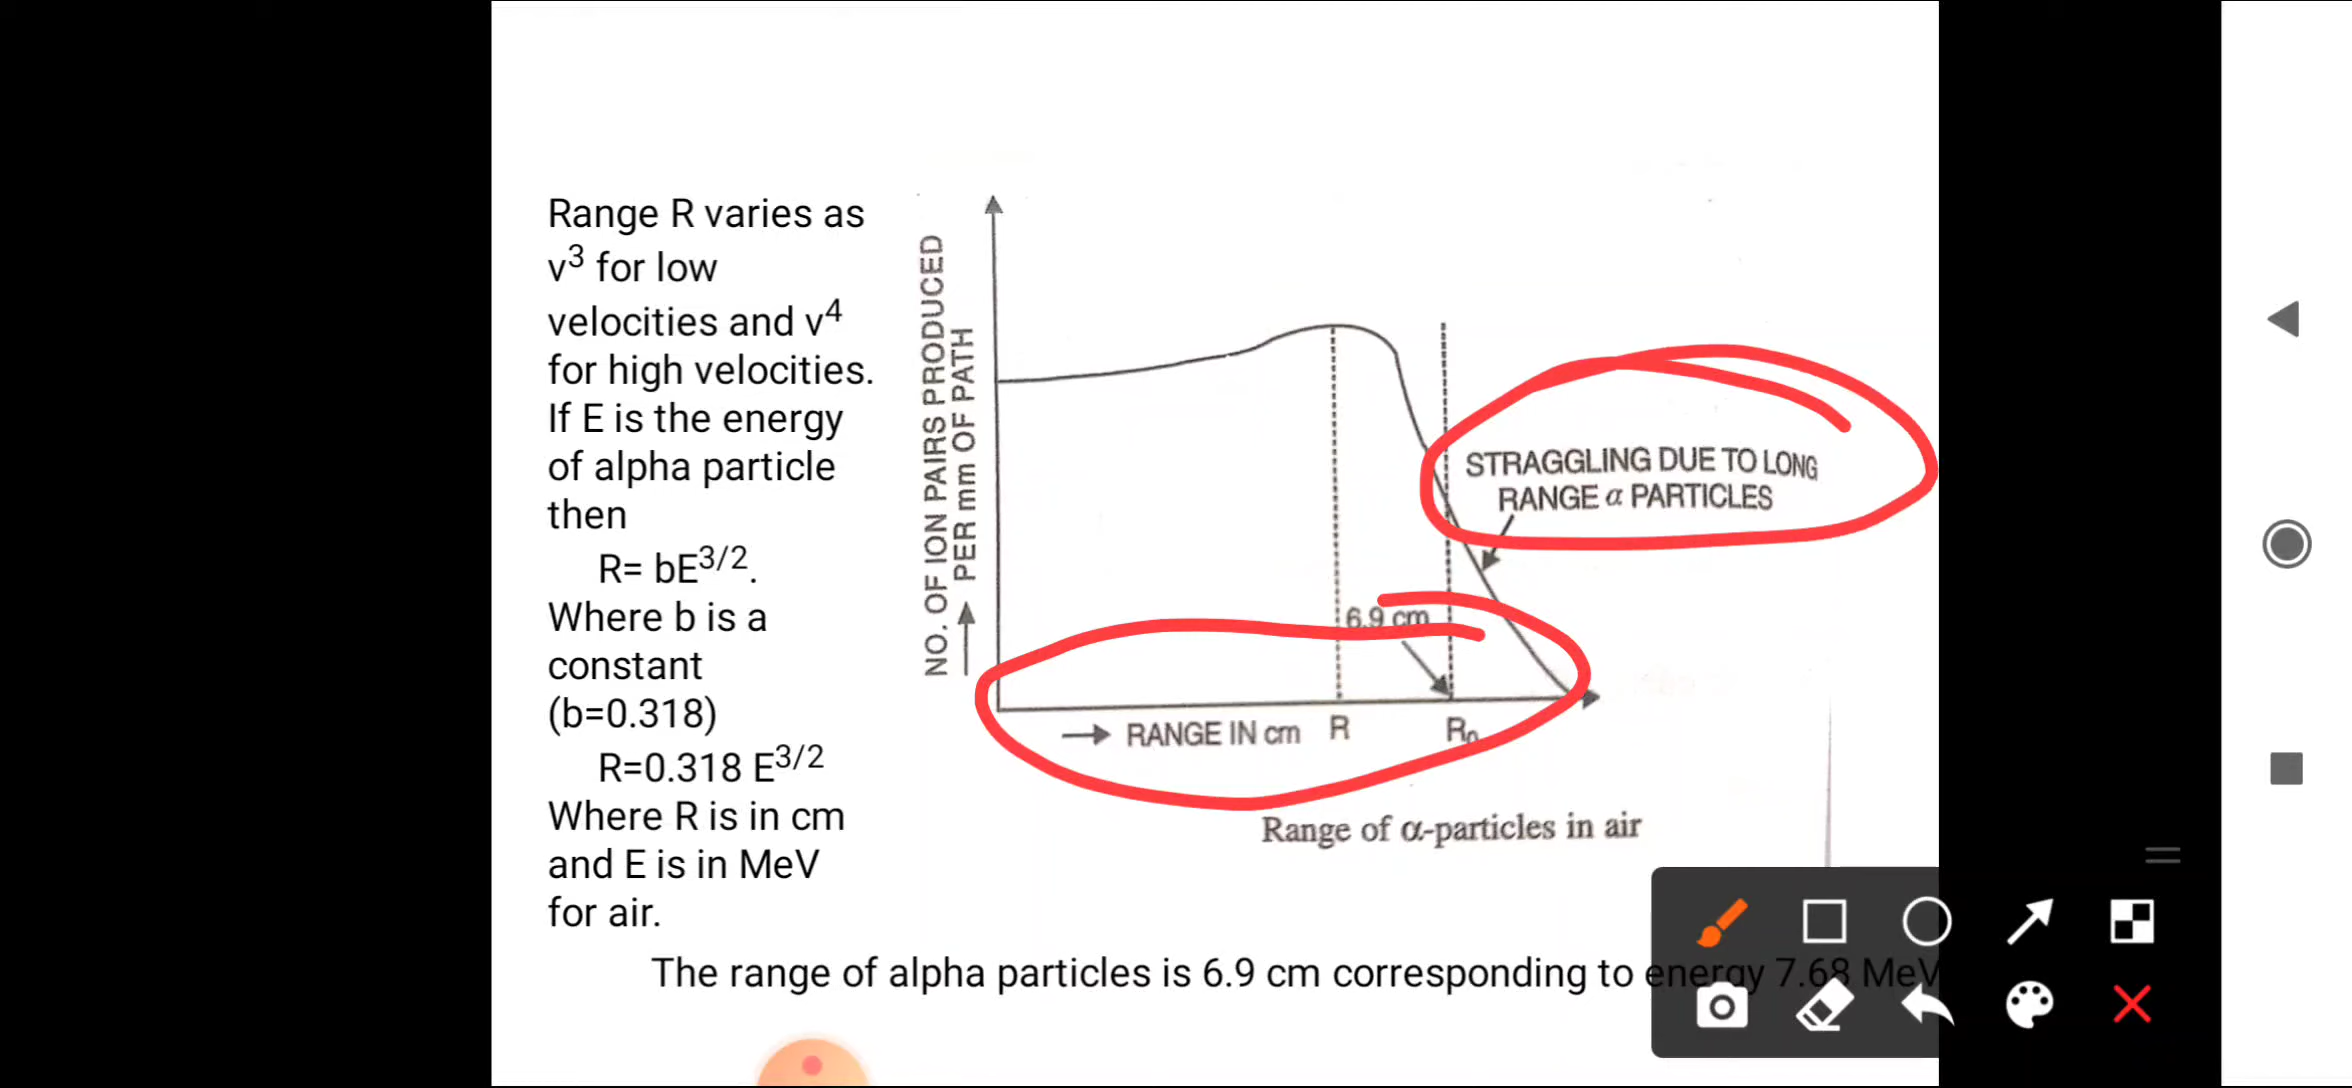 Range R varies as
v³ for low
velocities and v⁴
for high velocities.
If E is the energy
of alpha particle
then
R= bE³ᐟ².
Where b is a
constant
(b=0.318)
R=0.318 E³ᐟ²
Where R is in cm
and E is in MeV
for air.
NO. OF ION PAIRS PRODUCED
PER mm OF PATH
STRAGGLING DUE TO LONG
RANGE α PARTICLES
6.9 cm
RANGE IN cm R R₀
Range of α-particles in air
The range of alpha particles is 6.9 cm corresponding to energy 7.68 MeV